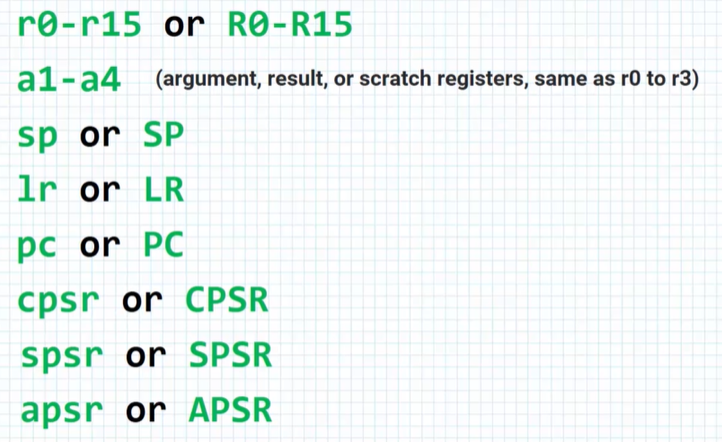 r0-r15 or R0-R15
a1-a4 (argument, result, or scratch registers, same as r0 to r3)
sp or SP
lr or LR
pc or PC
cpsr or CPSR
spsr or SPSR
apsr or APSR